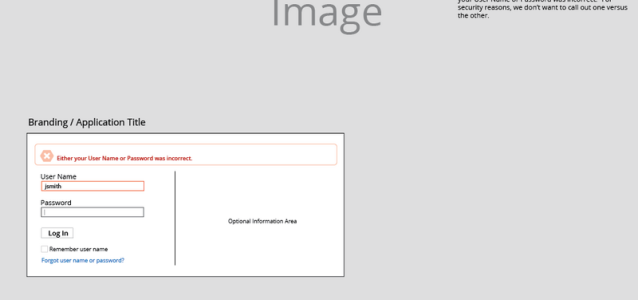 Image
your User Name or Password was incorrect. For
security reasons, we don't want to call out one versus
the other.
Branding / Application Title
Either your User Name or Password was incorrect.
User Name
jsmith
Password
Log In
Remember user name
Forgot user name or password?
Optional Information Area